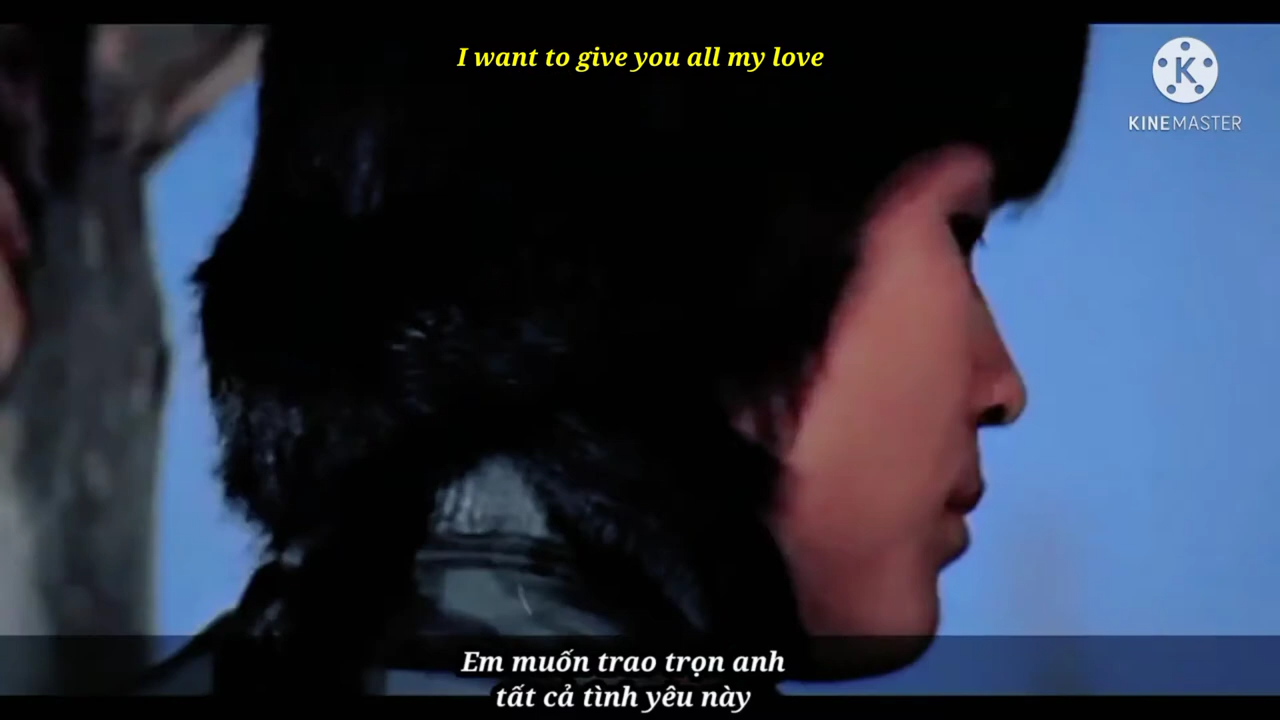 I want to give you all my love
KINEMASTER
Em muốn trao trọn anh
tất cả tình yêu này